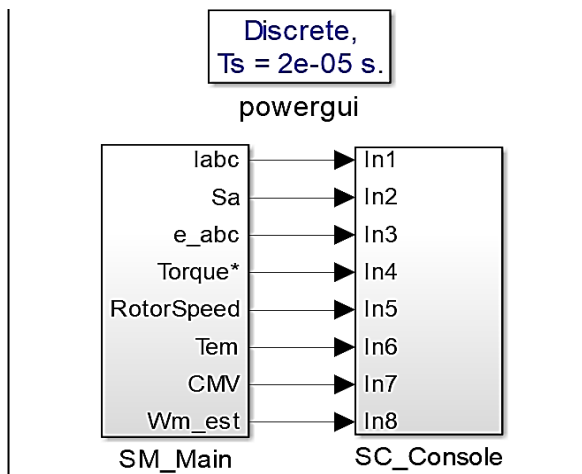 Discrete,
Ts = 2e-05 s.
powergui
Iabc In1
Sa In2
e_abc In3
Torque* In4
RotorSpeed In5
Tem In6
CMV In7
Wm_est In8
SM_Main SC_Console